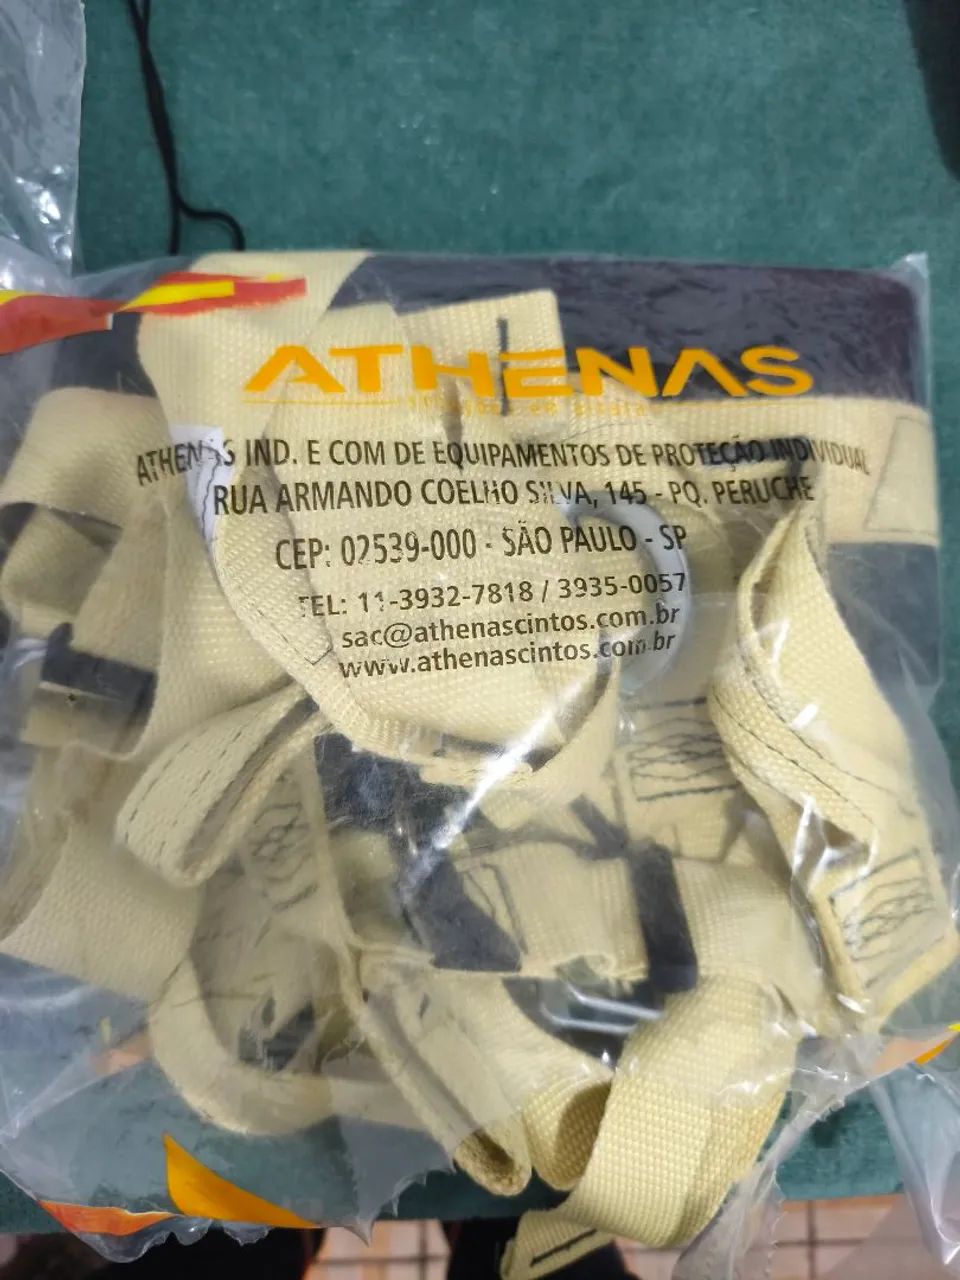 ATHENAS
ATHENAS IND. E COM DE EQUIPAMENTOS DE PROTEÇÃO INDIVIDUAL
RUA ARMANDO COELHO SILVA, 145 - PQ. PERUCHE
CEP: 02539-000 - SÃO PAULO - SP
TEL: 11-3932-7818 / 3935-0057
sac@athenascintos.com.br
www.athenascintos.com.br